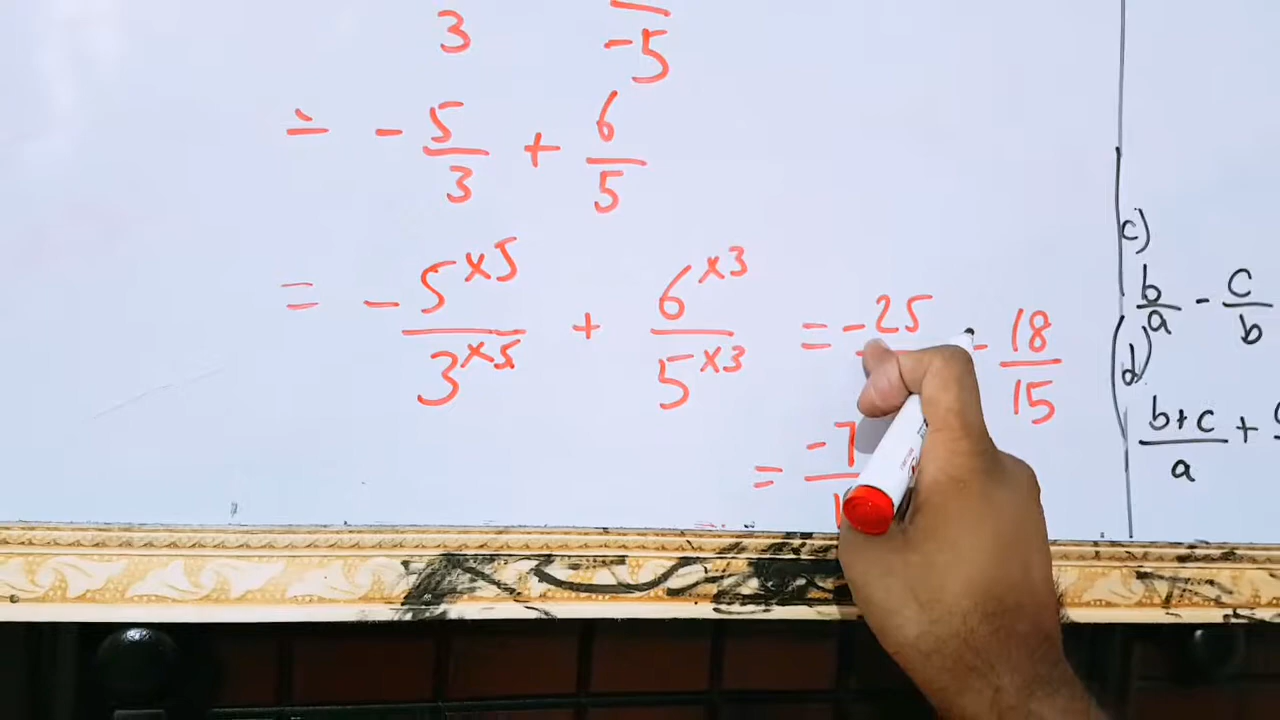 3 -5
= - 5/3 + 6/5
= - 5^×5/3^×5 + 6^×3/5^×3 = -25 - 18/15
= -7
c)
b/a - c/b
d)
b+c/a +